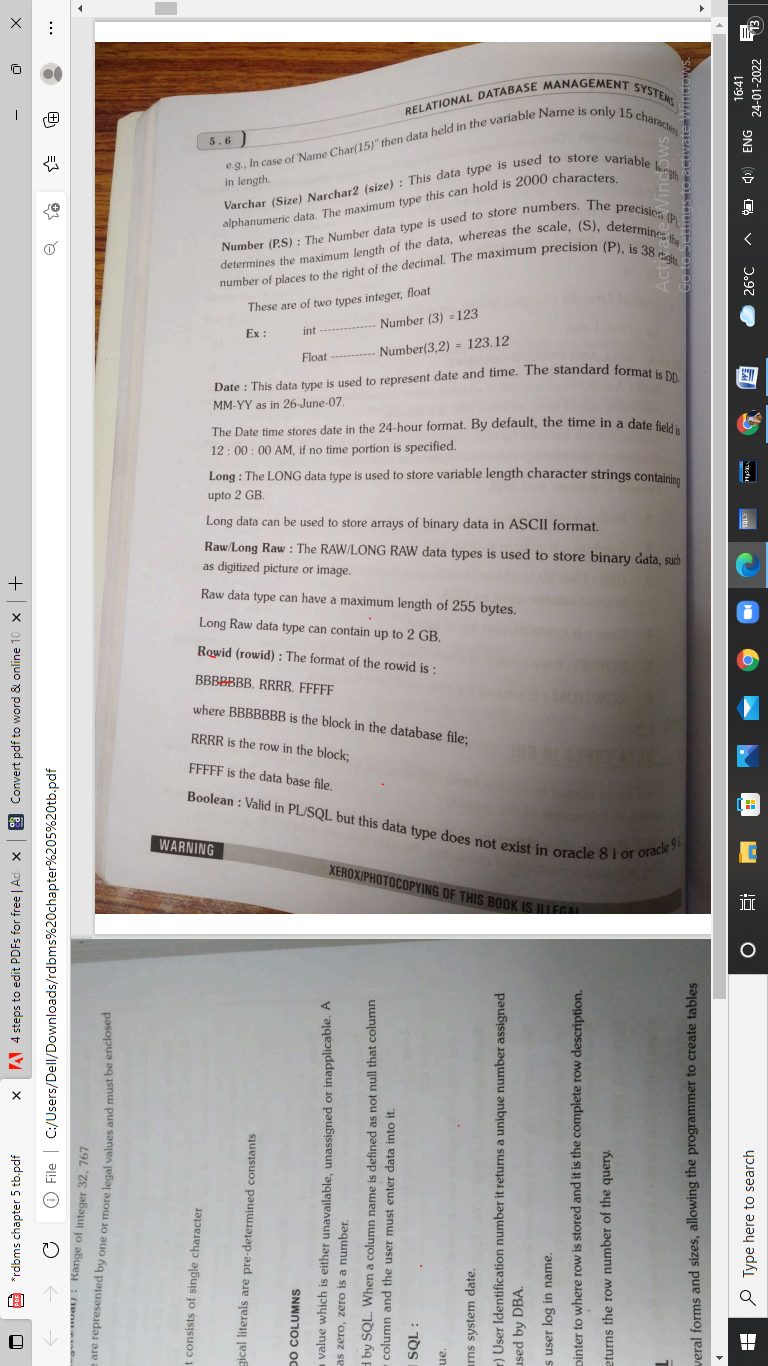 RELATIONAL DATABASE MANAGEMENT SYSTEMS
5.6
e.g., In case of 'Name Char(15)" then data held in the variable Name is only 15 characters
in length.
Varchar (Size) Narchar2 (size) : This data type is used to store variable length
alphanumeric data. The maximum type this can hold is 2000 characters.
Number (P,S) : The Number data type is used to store numbers. The precision (P),
determines the maximum length of the data, whereas the scale, (S), determines the
number of places to the right of the decimal. The maximum precision (P), is 38 digits.
These are of two types integer, float
Ex : int -------------- Number (3) =123
Float ----------- Number(3,2) = 123.12
Date : This data type is used to represent date and time. The standard format is DD.
MM-YY as in 26-June-07.
The Date time stores date in the 24-hour format. By default, the time in a date field is
12 : 00 : 00 AM, if no time portion is specified.
Long : The LONG data type is used to store variable length character strings containing
upto 2 GB.
Long data can be used to store arrays of binary data in ASCII format.
Raw/Long Raw : The RAW/LONG RAW data types is used to store binary data, such
as digitized picture or image.
Raw data type can have a maximum length of 255 bytes.
Long Raw data type can contain up to 2 GB.
Rowid (rowid) : The format of the rowid is :
BBBBBBB. RRRR. FFFFF
where BBBBBBB is the block in the database file;
RRRR is the row in the block;
FFFFF is the data base file.
Boolean : Valid in PL/SQL but this data type does not exist in oracle 8 i or oracle 9 i
WARNING
XEROX/PHOTOCOPYING OF THIS BOOK IS ILLEGAL
Activate Windows
Go to Settings to activate Windows.
*rdbms chapter 5 tb.pdf
4 steps to edit PDFs for free | Ad
Convert pdf to word & online 10
File
C:/Users/Dell/Downloads/rdbms%20chapter%205%20tb.pdf
: Range of integer 32, 767
are represented by one or more legal values and must be enclosed
t consists of single character
gical literals are pre-determined constants
DO COLUMNS
value which is either unavailable, unassigned or inapplicable. A
as zero, zero is a number.
d by SQL. When a column name is defined as not null that column
column and the user must enter data into it.
SQL :
ue.
rns system date.
r) User Identification number it returns a unique number assigned
used by DBA.
s user log in name.
ointer to where row is stored and it is the complete row description.
eturns the row number of the query.
L
veral forms and sizes, allowing the programmer to create tables
Type here to search
26°C
ENG
16:41
24-01-2022
13